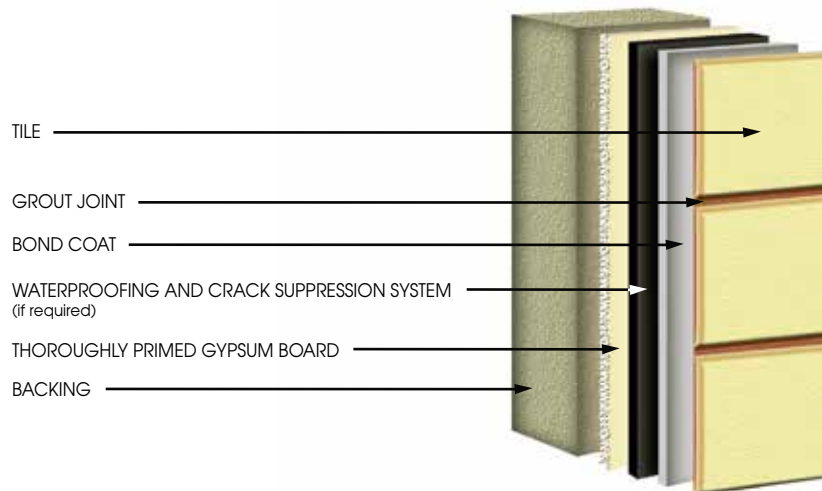 TILE
GROUT JOINT
BOND COAT
WATERPROOFING AND CRACK SUPPRESSION SYSTEM
(if required)
THOROUGHLY PRIMED GYPSUM BOARD
BACKING